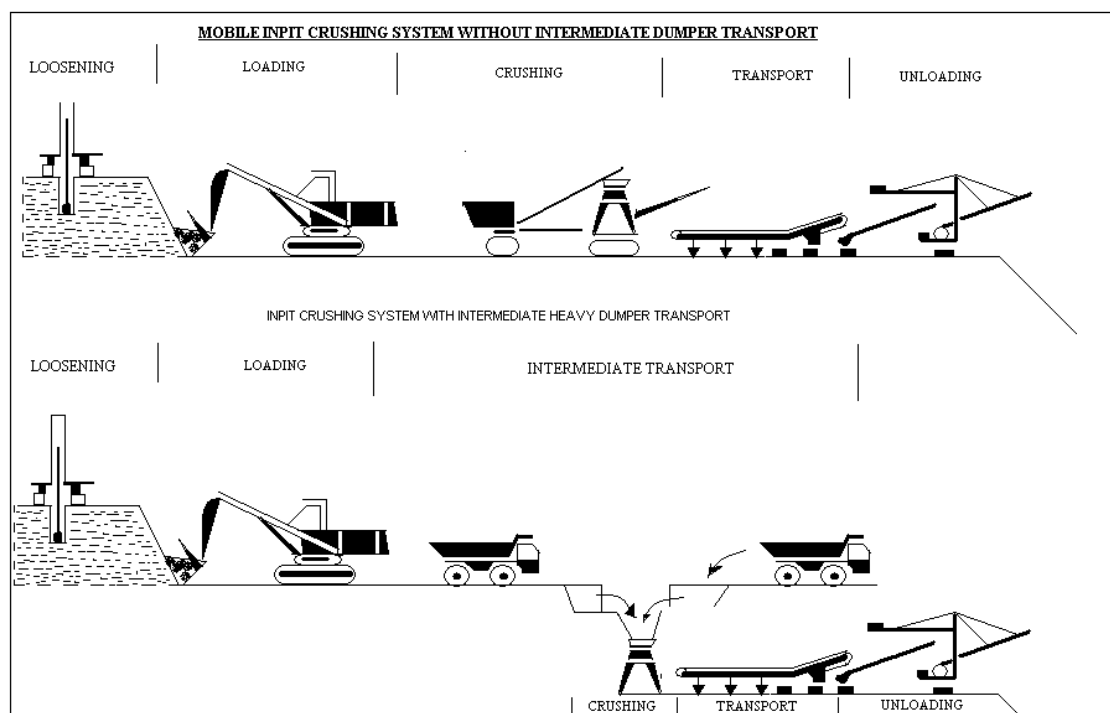 MOBILE INPIT CRUSHING SYSTEM WITHOUT INTERMEDIATE DUMPER TRANSPORT
LOOSENING LOADING CRUSHING TRANSPORT UNLOADING
INPIT CRUSHING SYSTEM WITH INTERMEDIATE HEAVY DUMPER TRANSPORT
LOOSENING LOADING INTERMEDIATE TRANSPORT
CRUSHING TRANSPORT UNLOADING